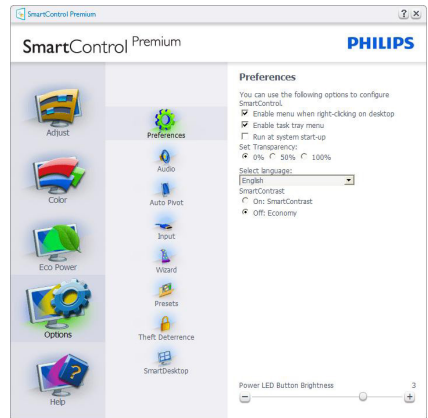 SmartControl Premium
SmartControl Premium
PHILIPS
Adjust
Color
Eco Power
Options
Help
Preferences
Audio
Auto Pivot
Input
Wizard
Presets
Theft Deterrence
SmartDesktop
Preferences
You can use the following options to configure
SmartControl.
Enable menu when right-clicking on desktop
Enable task tray menu
Run at system start-up
Set Transparency:
0% 50% 100%
Select language:
English
SmartContrast
On: SmartContrast
Off: Economy
Power LED Button Brightness 3